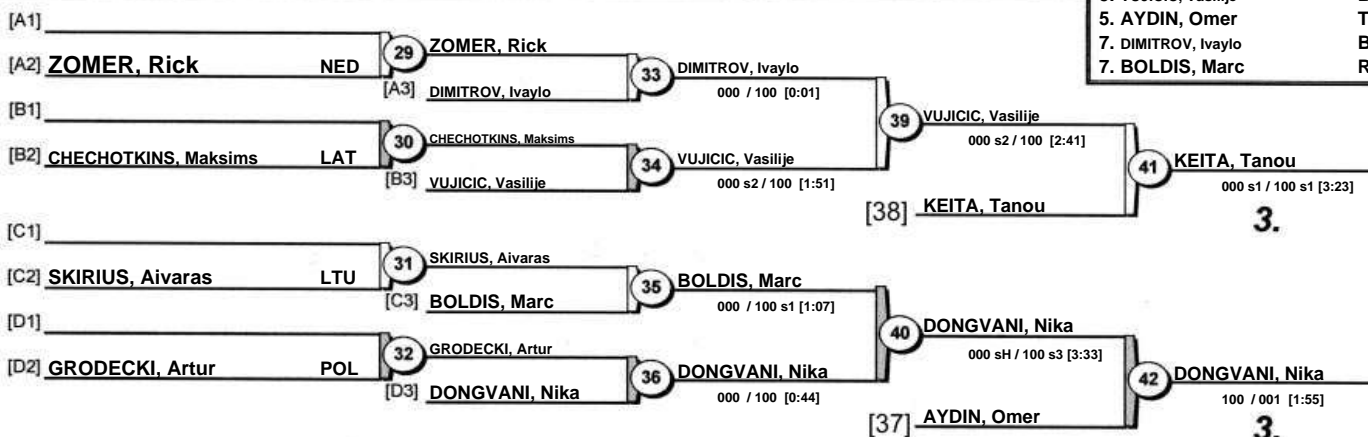 5. AYDIN, Omer T
7. DIMITROV, Ivaylo B
7. BOLDIS, Marc R
[A1]
[A2] ZOMER, Rick NED
29
ZOMER, Rick
[A3] DIMITROV, Ivaylo
33
DIMITROV, Ivaylo
000 / 100 [0:01]
[B1]
[B2] CHECHOTKINS, Maksims LAT
30
CHECHOTKINS, Maksims
[B3] VUJICIC, Vasilije
34
VUJICIC, Vasilije
000 s2 / 100 [1:51]
39
VUJICIC, Vasilije
000 s2 / 100 [2:41]
[38] KEITA, Tanou
41
KEITA, Tanou
000 s1 / 100 s1 [3:23]
3.
[C1]
[C2] SKIRIUS, Aivaras LTU
31
SKIRIUS, Aivaras
[C3] BOLDIS, Marc
35
BOLDIS, Marc
000 / 100 s1 [1:07]
[D1]
[D2] GRODECKI, Artur POL
32
GRODECKI, Artur
[D3] DONGVANI, Nika
36
DONGVANI, Nika
000 / 100 [0:44]
40
DONGVANI, Nika
000 sH / 100 s3 [3:33]
[37] AYDIN, Omer
42
DONGVANI, Nika
100 / 001 [1:55]
3.